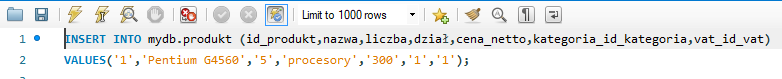 Limit to 1000 rows
1 INSERT INTO mydb.produkt (id_produkt,nazwa,liczba,dział,cena_netto,kategoria_id_kategoria,vat_id_vat)
2 VALUES('1','Pentium G4560','5','procesory','300','1','1');